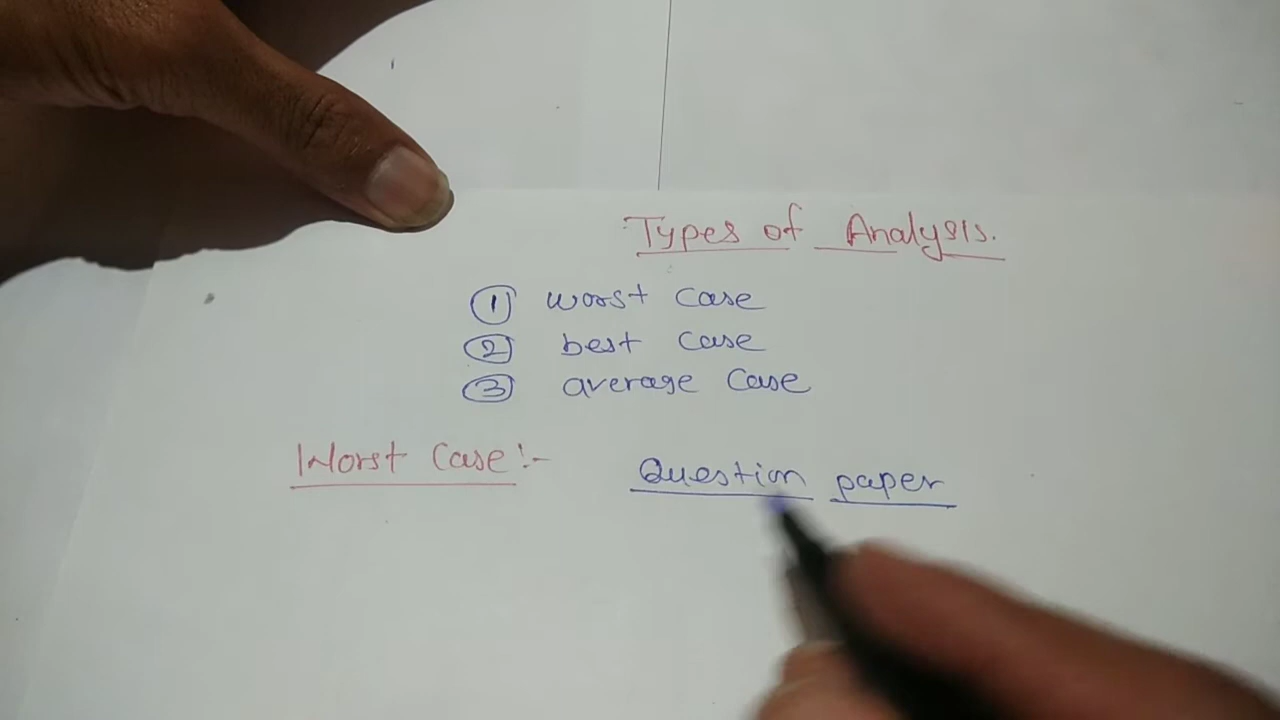 Types of Analysis.
① worst case
② best case
③ average case
Worst Case :-
Question paper